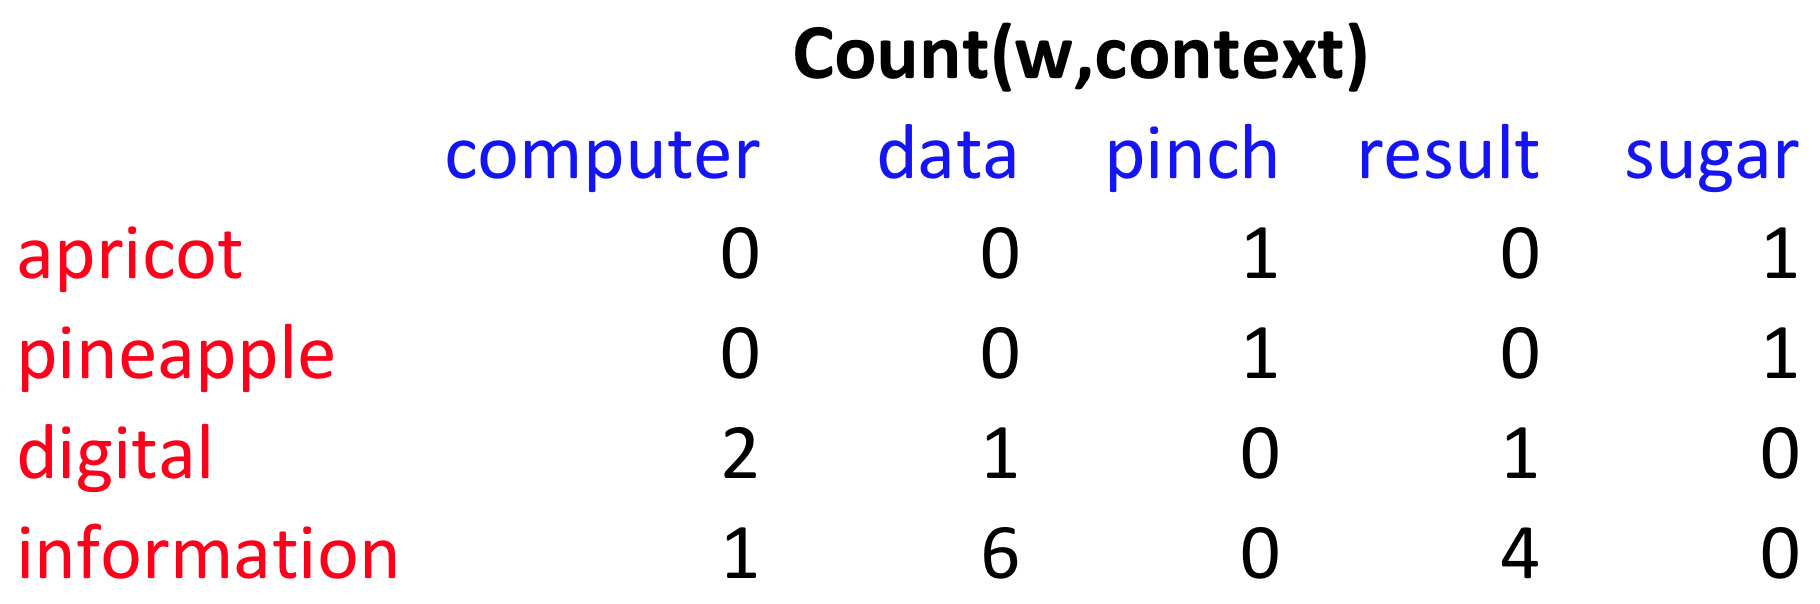 Count(w,context)
computer data pinch result sugar
apricot 0 0 1 0 1
pineapple 0 0 1 0 1
digital 2 1 0 1 0
information 1 6 0 4 0